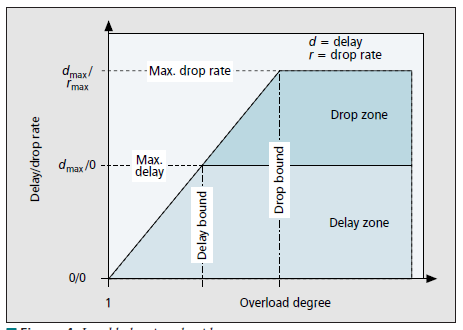 d = delay
r = drop rate
dmax/
rmax
Max. drop rate
Drop zone
Delay/drop rate
dmax/0
Max.
delay
Drop bound
Delay bound
Delay zone
0/0
1
Overload degree